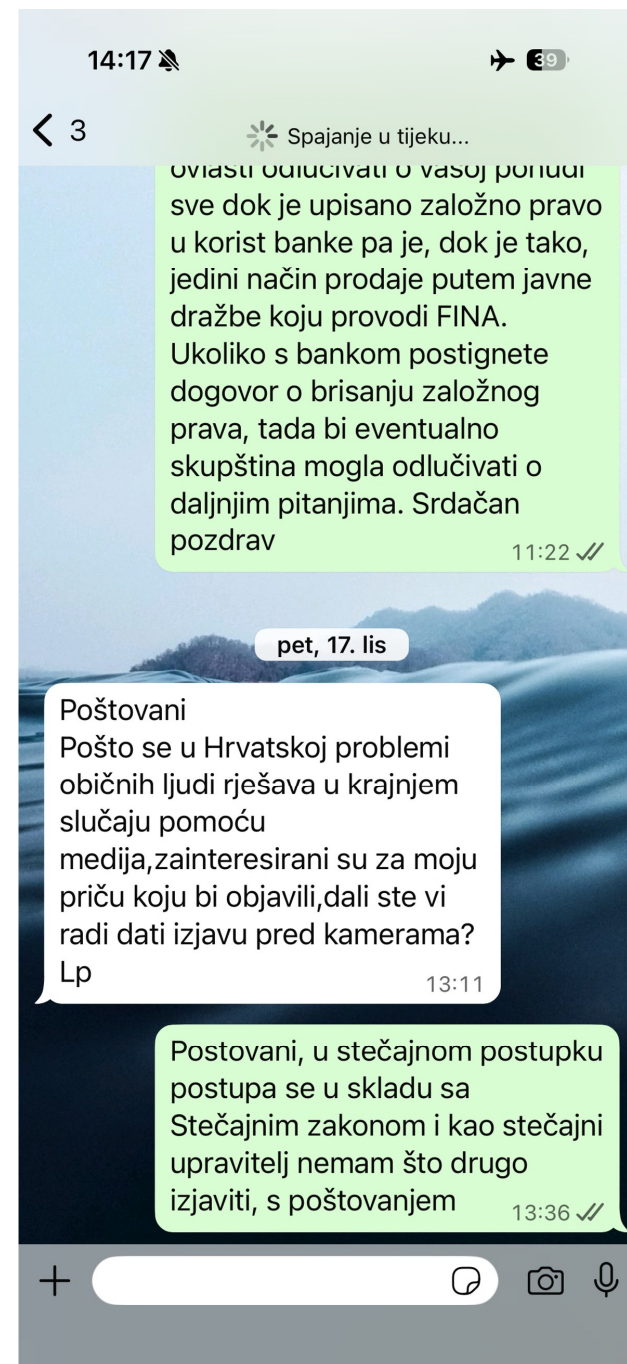 14:17
39
3
Spajanje u tijeku...
ovlasti odlučivati o vašoj ponudi
sve dok je upisano založno pravo
u korist banke pa je, dok je tako,
jedini način prodaje putem javne
dražbe koju provodi FINA.
Ukoliko s bankom postignete
dogovor o brisanju založnog
prava, tada bi eventualno
skupština mogla odlučivati o
daljnjim pitanjima. Srdačan
pozdrav
11:22
pet, 17. lis
Poštovani
Pošto se u Hrvatskoj problemi
običnih ljudi rješava u krajnjem
slučaju pomoću
medija,zainteresirani su za moju
priču koju bi objavili,dali ste vi
radi dati izjavu pred kamerama?
Lp
13:11
Postovani, u stečajnom postupku
postupa se u skladu sa
Stečajnim zakonom i kao stečajni
upravitelj nemam što drugo
izjaviti, s poštovanjem
13:36